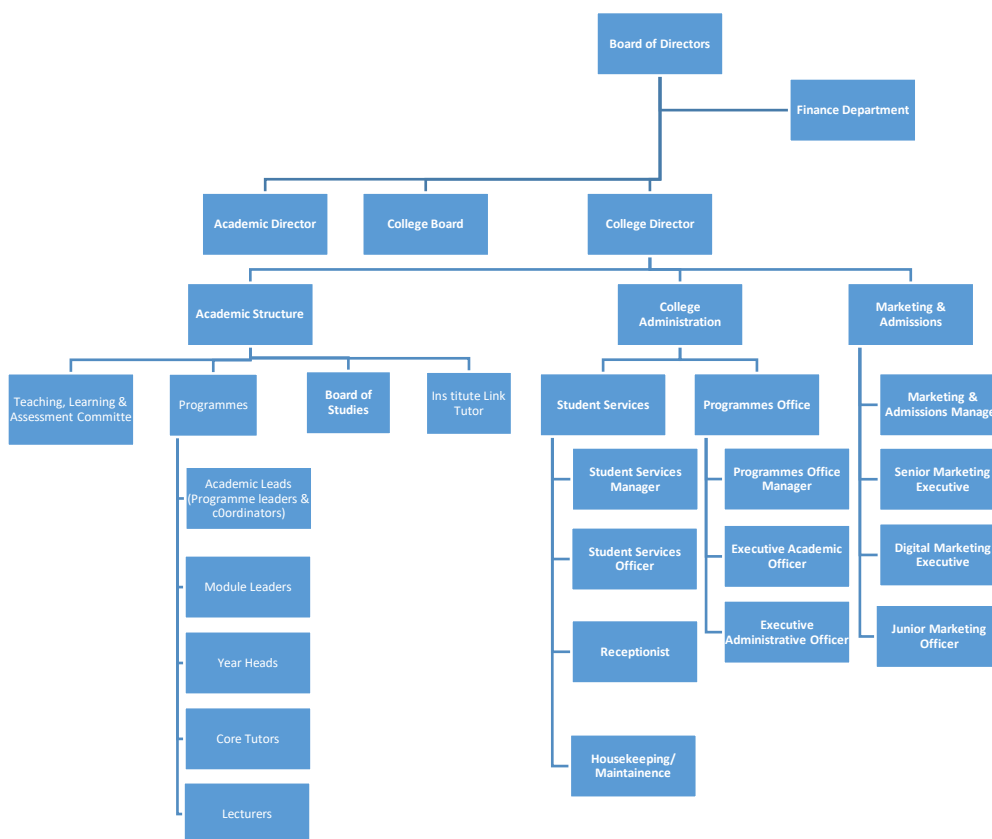 Board of Directors
Finance Department
Academic Director
College Board
College Director
Academic Structure
College
Administration
Marketing &
Admissions
Teaching, Learning &
Assessment Committe
Programmes
Board of
Studies
Ins titute Link
Tutor
Student Services
Programmes Office
Marketing &
Admissions Manage
Academic Leads
(Programme leaders &
c0ordinators)
Student Services
Manager
Programmes Office
Manager
Senior Marketing
Executive
Module Leaders
Student Services
Officer
Executive Academic
Officer
Digital Marketing
Executive
Year Heads
Receptionist
Executive
Administrative Officer
Junior Marketing
Officer
Core Tutors
Housekeeping/
Maintainence
Lecturers